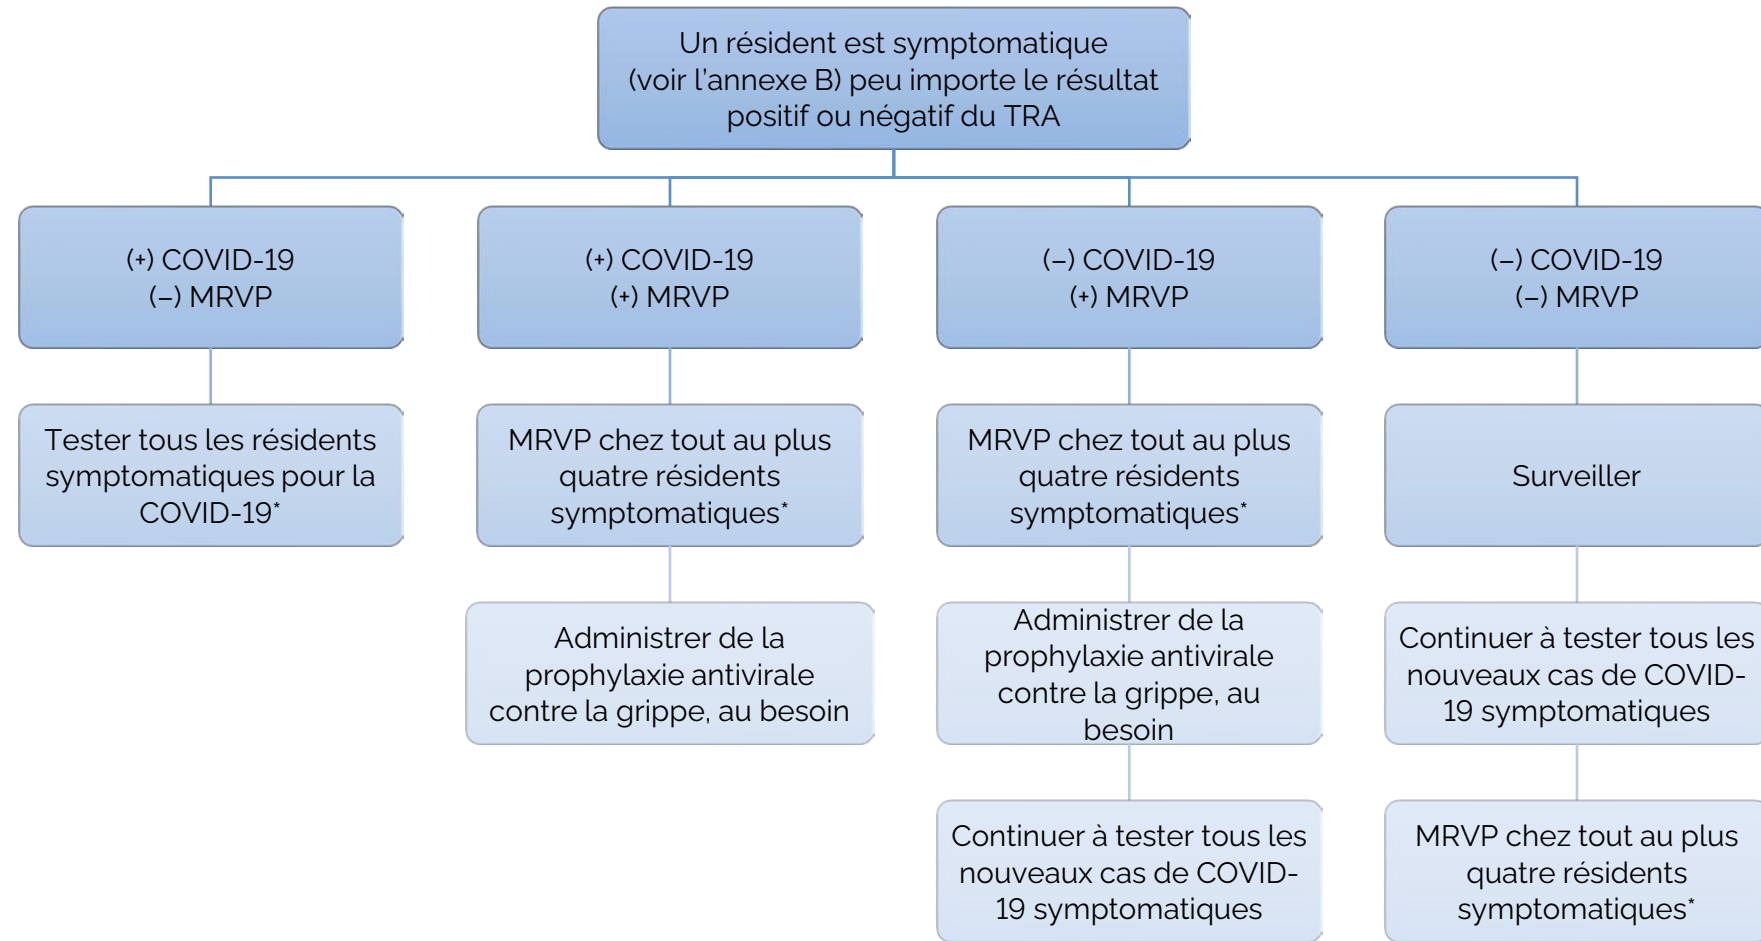 Un résident est symptomatique
(voir l'annexe B) peu importe le résultat
positif ou négatif du TRA
(+) COVID-19
(−) MRVP
(+) COVID-19
(+) MRVP
(−) COVID-19
(+) MRVP
(−) COVID-19
(−) MRVP
Tester tous les résidents
symptomatiques pour la
COVID-19*
MRVP chez tout au plus
quatre résidents
symptomatiques*
MRVP chez tout au plus
quatre résidents
symptomatiques*
Surveiller
Administrer de la
prophylaxie antivirale
contre la grippe, au besoin
Administrer de la
prophylaxie antivirale
contre la grippe, au
besoin
Continuer à tester tous les
nouveaux cas de COVID-
19 symptomatiques
Continuer à tester tous les
nouveaux cas de COVID-
19 symptomatiques
MRVP chez tout au plus
quatre résidents
symptomatiques*